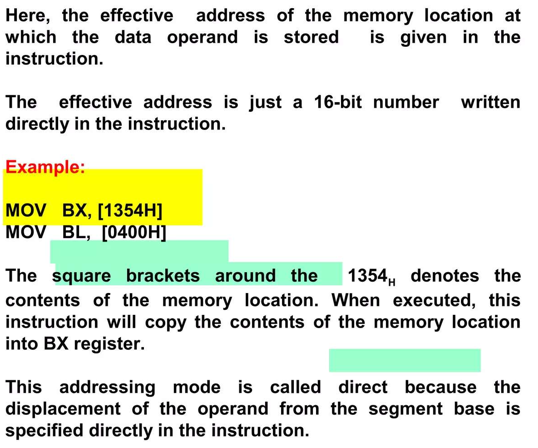 Here, the effective address of the memory location at
which the data operand is stored is given in the
instruction.
The effective address is just a 16-bit number written
directly in the instruction.
Example:
MOV BX, [1354H]
MOV BL, [0400H]
The square brackets around the 1354H denotes the
contents of the memory location. When executed, this
instruction will copy the contents of the memory location
into BX register.
This addressing mode is called direct because the
displacement of the operand from the segment base is
specified directly in the instruction.